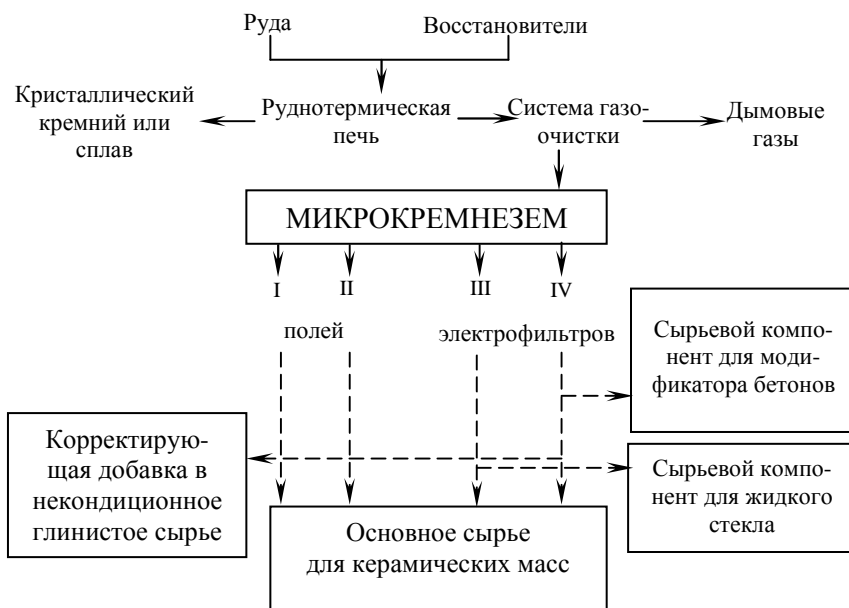 Руда
Восстановители
Кристаллический
кремний или
сплав
Руднотермическая
печь
Система газо-
очистки
Дымовые
газы
МИКРОКРЕМНЕЗЕМ
I
II
III
IV
полей
электрофильтров
Сырьевой компо-
нент для моди-
фикатора бетонов
Корректирую-
щая добавка в
некондиционное
глинистое сырье
Сырьевой компо-
нент для жидкого
стекла
Основное сырье
для керамических масс